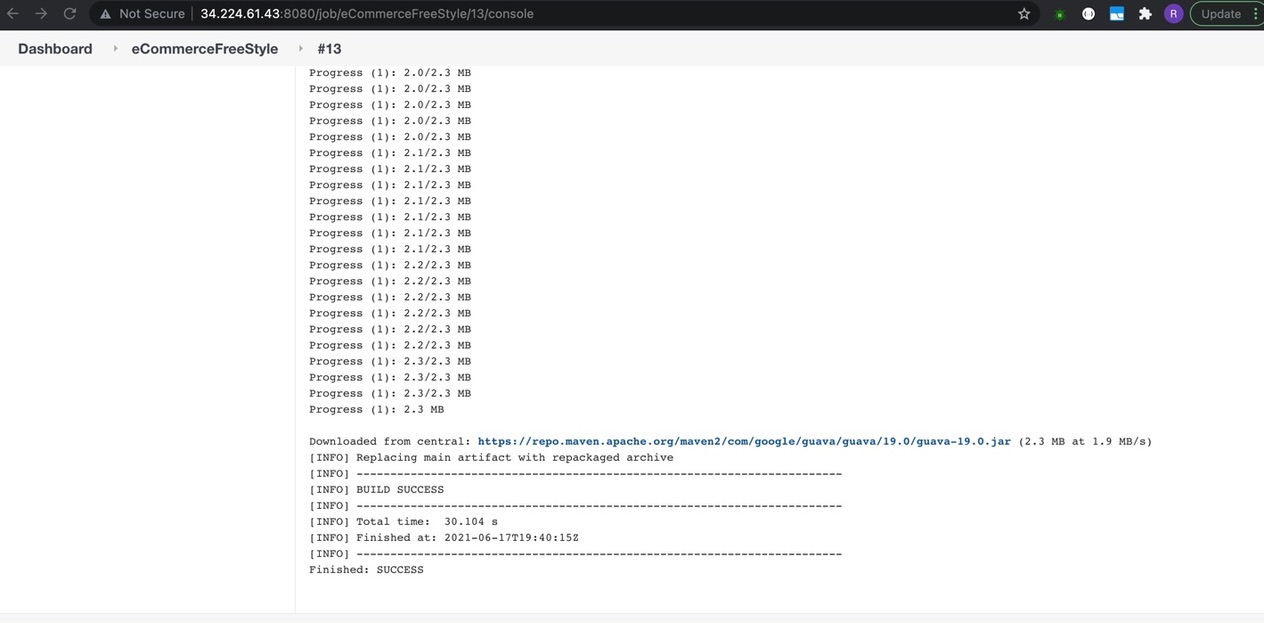 Not Secure 34.224.61.43:8080/job/eCommerceFreeStyle/13/console R Update
Dashboard eCommerceFreeStyle #13
Progress (1): 2.0/2.3 MB
Progress (1): 2.0/2.3 MB
Progress (1): 2.0/2.3 MB
Progress (1): 2.0/2.3 MB
Progress (1): 2.0/2.3 MB
Progress (1): 2.1/2.3 MB
Progress (1): 2.1/2.3 MB
Progress (1): 2.1/2.3 MB
Progress (1): 2.1/2.3 MB
Progress (1): 2.1/2.3 MB
Progress (1): 2.1/2.3 MB
Progress (1): 2.1/2.3 MB
Progress (1): 2.2/2.3 MB
Progress (1): 2.2/2.3 MB
Progress (1): 2.2/2.3 MB
Progress (1): 2.2/2.3 MB
Progress (1): 2.2/2.3 MB
Progress (1): 2.2/2.3 MB
Progress (1): 2.3/2.3 MB
Progress (1): 2.3/2.3 MB
Progress (1): 2.3/2.3 MB
Progress (1): 2.3 MB
Downloaded from central: https://repo.maven.apache.org/maven2/com/google/guava/guava/19.0/guava-19.0.jar (2.3 MB at 1.9 MB/s)
[INFO] Replacing main artifact with repackaged archive
[INFO] ------------------------------------------------------------------------
[INFO] BUILD SUCCESS
[INFO] ------------------------------------------------------------------------
[INFO] Total time:  30.104 s
[INFO] Finished at: 2021-06-17T19:40:15Z
[INFO] ------------------------------------------------------------------------
Finished: SUCCESS